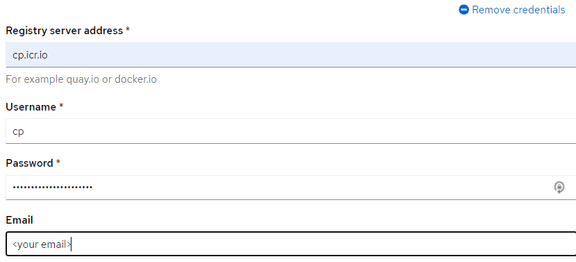 Remove credentials
Registry server address *
cp.icr.io
For example quay.io or docker.io
Username *
cp
Password *
••••••••••••••••••••••
Email
<your email>